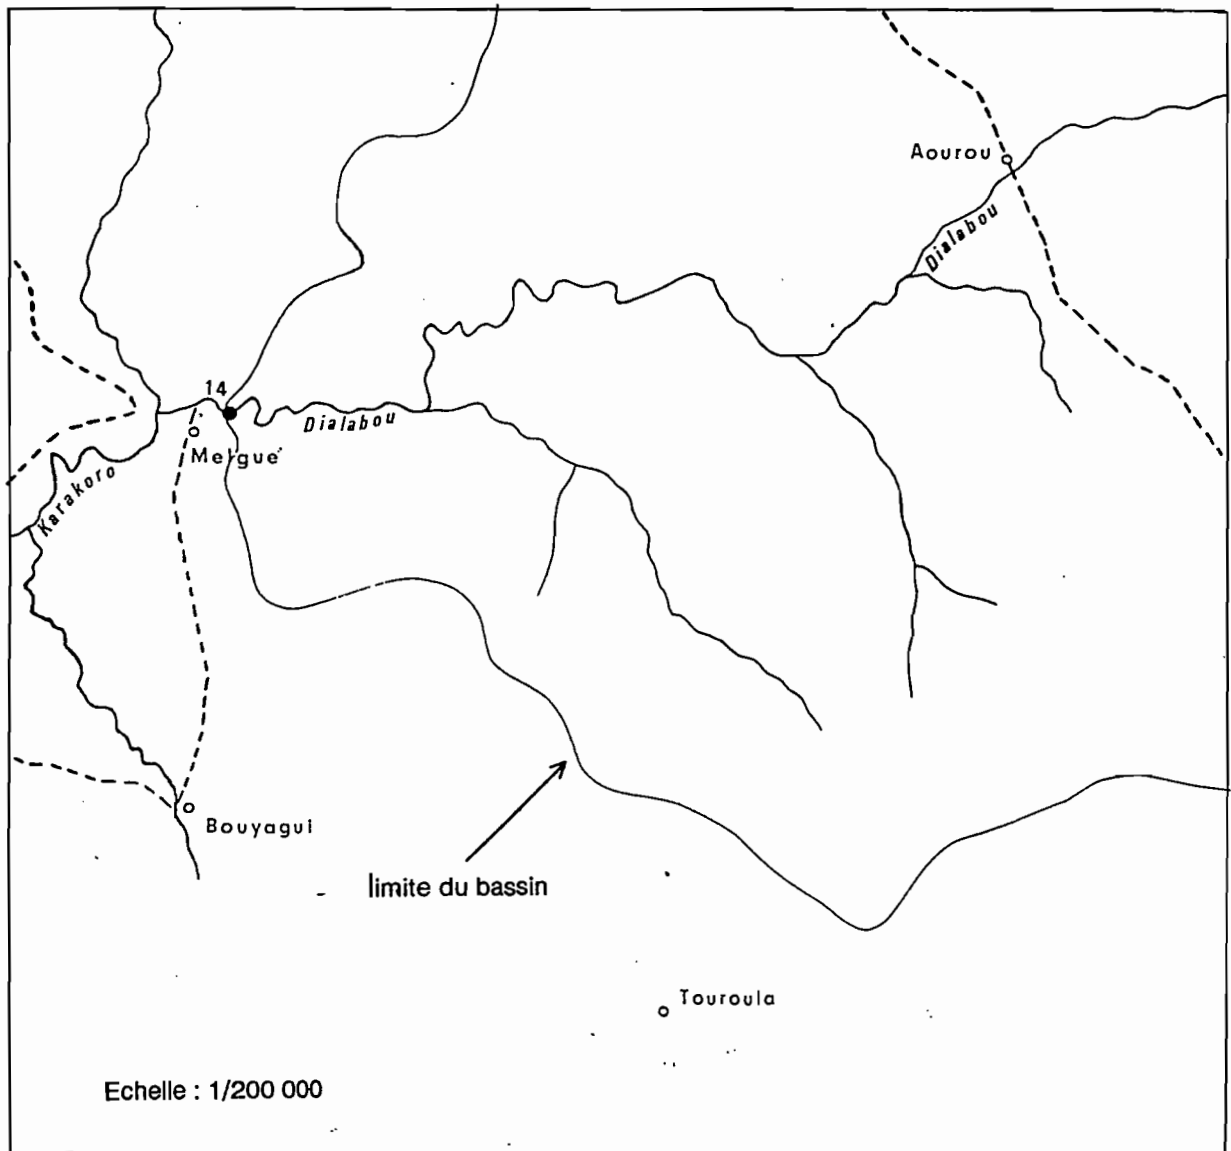 Aourou
Dialabou
14
Dialabou
Melgue
Karakoro
Bouyagui
limite du bassin
Touroula
Echelle : 1/200 000